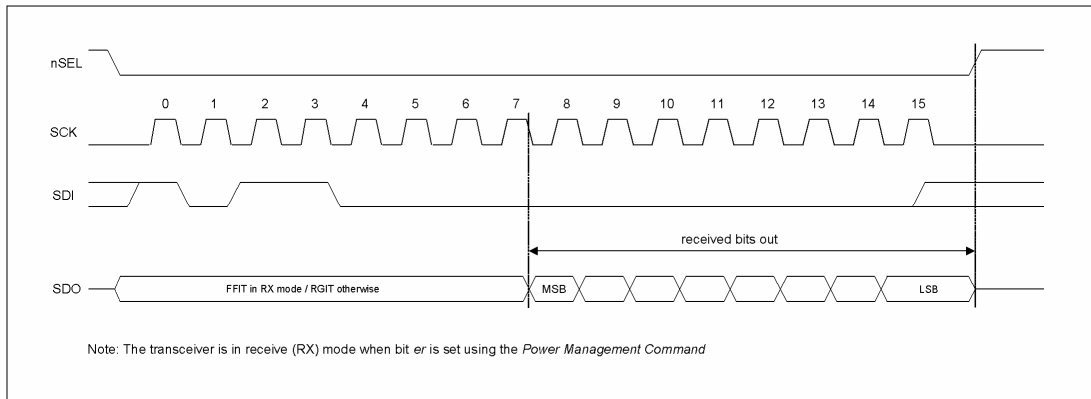 nSEL
0 1 2 3 4 5 6 7 8 9 10 11 12 13 14 15
SCK
SDI
received bits out
SDO FFIT in RX mode / RGIT otherwise MSB LSB
Note: The transceiver is in receive (RX) mode when bit er is set using the Power Management Command